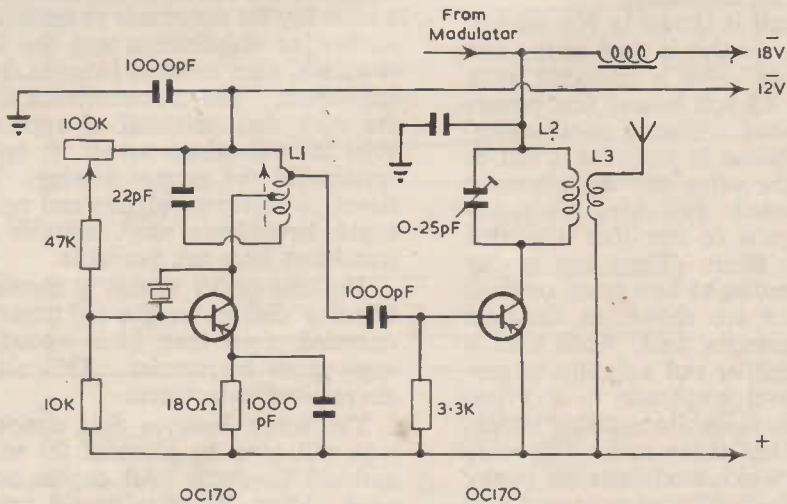 From
Modulator
1000pF
18V
12V
100K
L1
L2
L3
22pF
0-25pF
47K
1000pF
10K
180Ω
1000
pF
3·3K
+
OC170
OC170